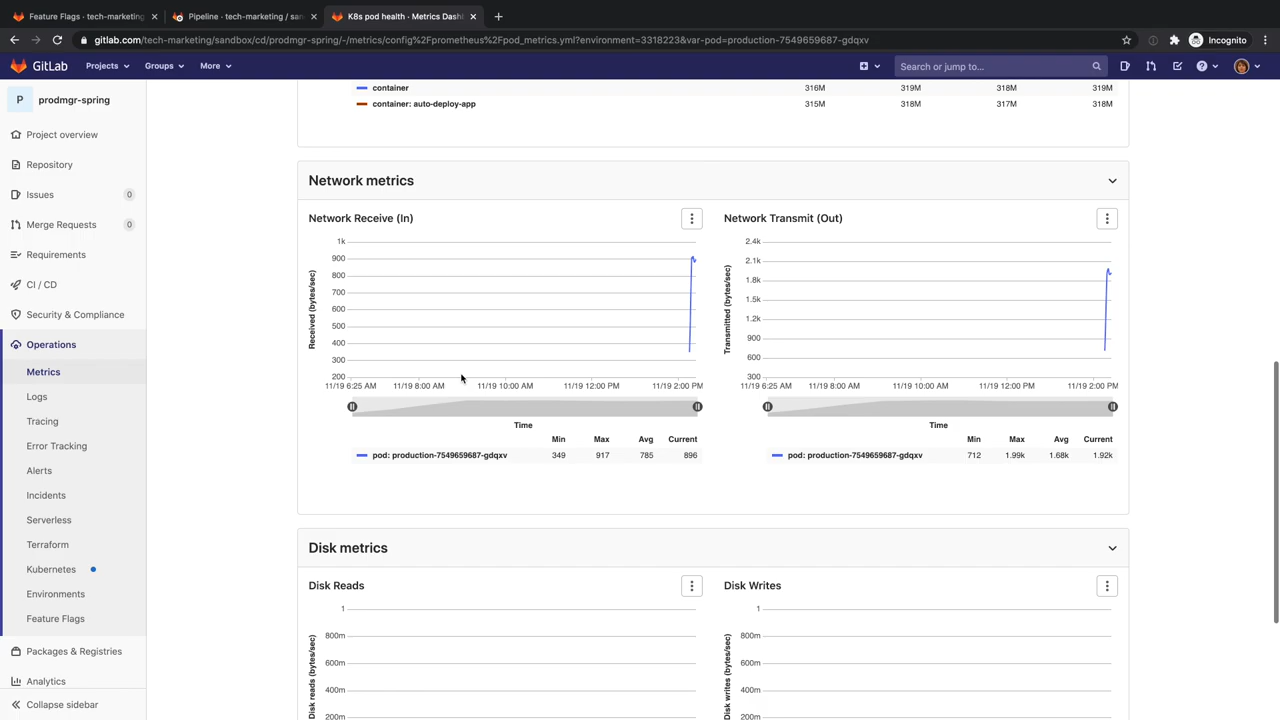 Feature Flags · tech-marketing
Pipeline · tech-marketing / san
K8s pod health · Metrics Dash
gitlab.com/tech-marketing/sandbox/cd/prodmgr-spring/-/metrics/config%2Fprometheus%2Fpod_metrics.yml?environment=3318223&var-pod=production-7549659687-gdqxv
Incognito
GitLab
Projects
Groups
More
Search or jump to...
P
prodmgr-spring
Project overview
Repository
Issues 0
Merge Requests 0
Requirements
CI / CD
Security & Compliance
Operations
Metrics
Logs
Tracing
Error Tracking
Alerts
Incidents
Serverless
Terraform
Kubernetes
Environments
Feature Flags
Packages & Registries
Analytics
Collapse sidebar
container 316M 319M 318M 319M
container: auto-deploy-app 315M 318M 317M 318M
Network metrics
Network Receive (In)
Received (bytes/sec)
1k
900
800
700
600
500
400
300
200
11/19 6:25 AM 11/19 8:00 AM 11/19 10:00 AM 11/19 12:00 PM 11/19 2:00 PM
Time
Min Max Avg Current
pod: production-7549659687-gdqxv 349 917 785 896
Network Transmit (Out)
Transmitted (bytes/sec)
2.4k
2.1k
1.8k
1.5k
1.2k
900
600
300
11/19 6:25 AM 11/19 8:00 AM 11/19 10:00 AM 11/19 12:00 PM 11/19 2:00 PM
Time
Min Max Avg Current
pod: production-7549659687-gdqxv 712 1.99k 1.68k 1.92k
Disk metrics
Disk Reads
Disk reads (bytes/sec)
1
800m
600m
400m
200m
Disk Writes
Disk writes (bytes/sec)
1
800m
600m
400m
200m